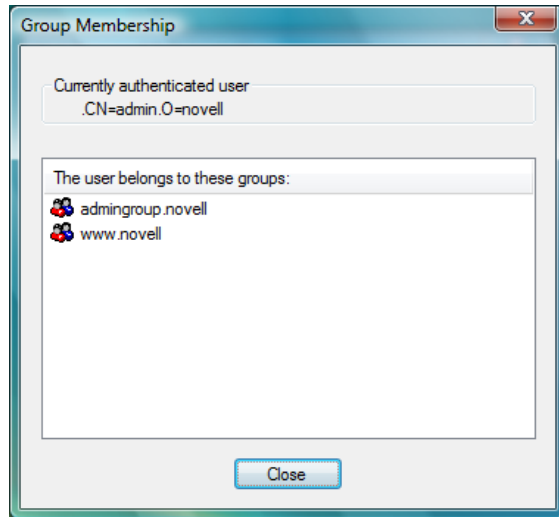 Group Membership
Currently authenticated user
.CN=admin.O=novell
The user belongs to these groups:
admingroup.novell
www.novell
Close